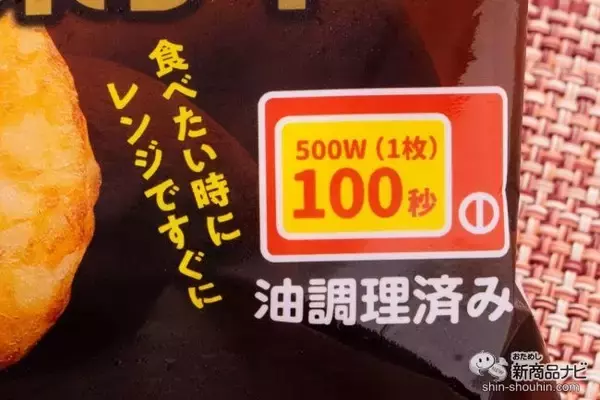 食べたい時に
レンジですぐに
500W（1枚）
100秒
油調理済み
おためし
新商品ナビ
shin-shouhin.com